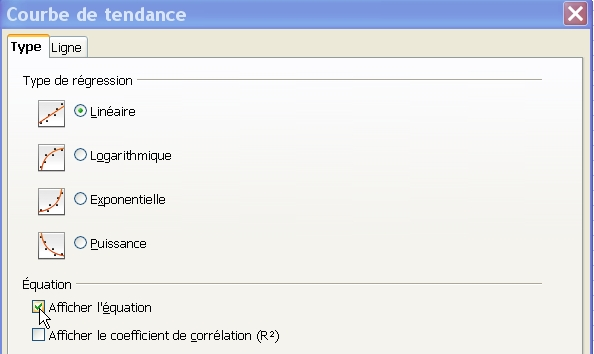 Courbe de tendance
Type Ligne
Type de régression
Linéaire
Logarithmique
Exponentielle
Puissance
Équation
Afficher l'équation
Afficher le coefficient de corrélation (R²)